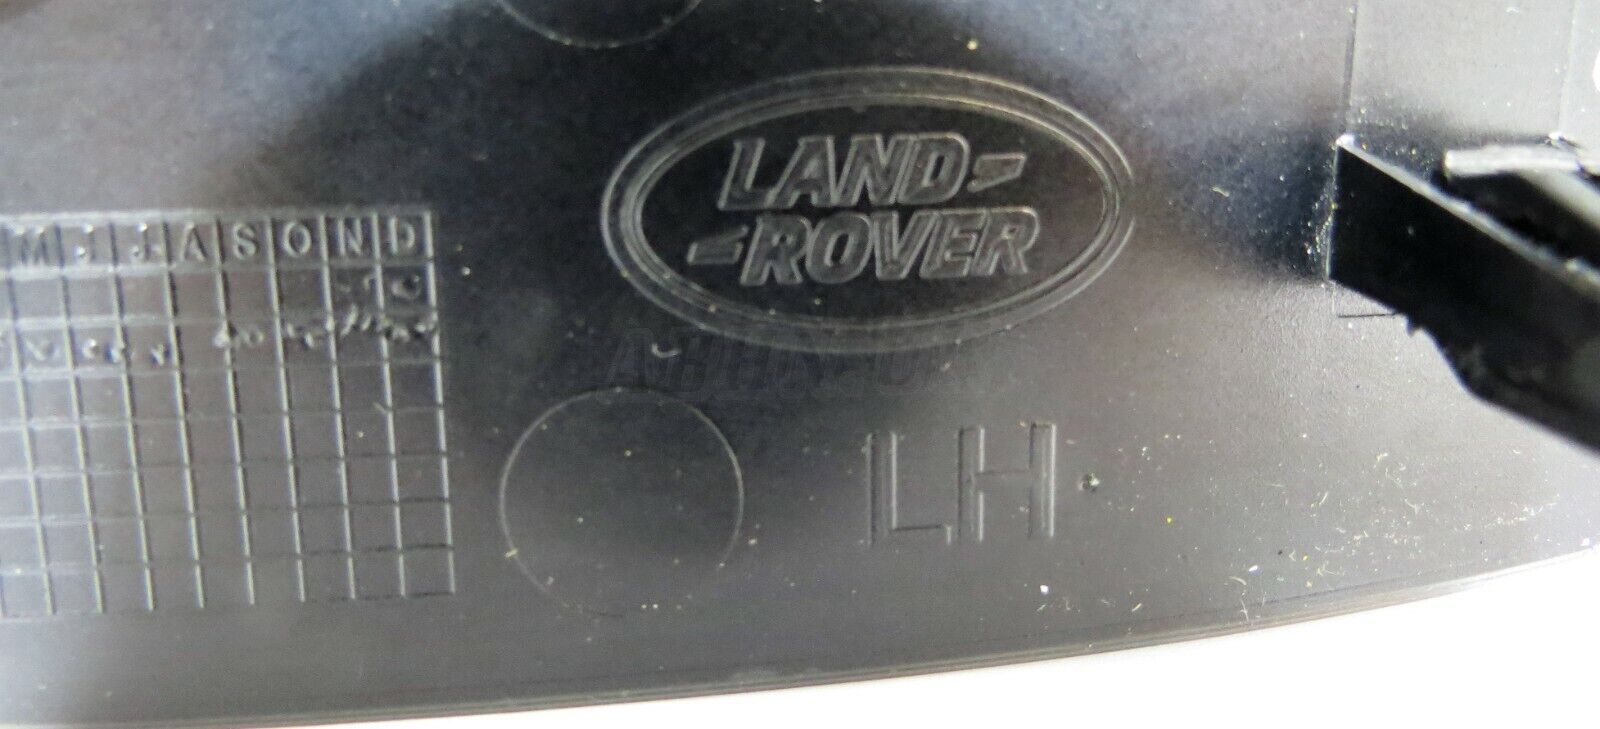 LAND
ROVER
M J J A S O N D
LH